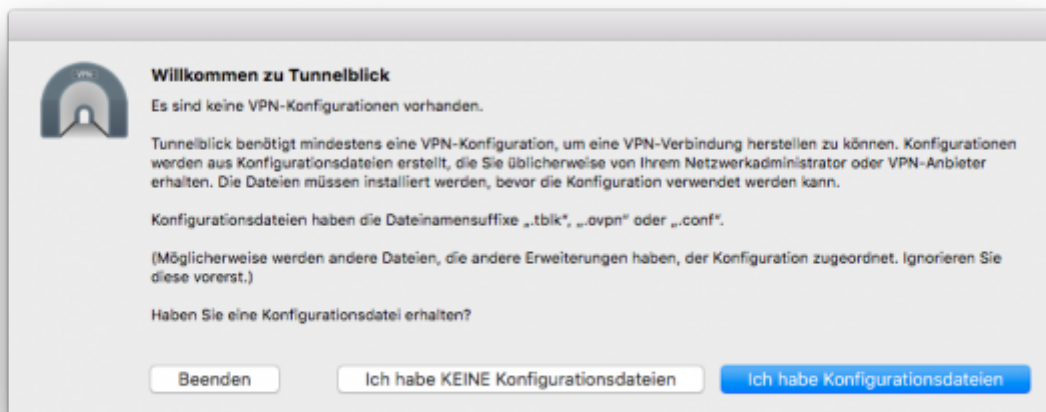 VPN
Willkommen zu Tunnelblick
Es sind keine VPN-Konfigurationen vorhanden.
Tunnelblick benötigt mindestens eine VPN-Konfiguration, um eine VPN-Verbindung herstellen zu können. Konfigurationen
werden aus Konfigurationsdateien erstellt, die Sie üblicherweise von Ihrem Netzwerkadministrator oder VPN-Anbieter
erhalten. Die Dateien müssen installiert werden, bevor die Konfiguration verwendet werden kann.
Konfigurationsdateien haben die Dateinamensuffixe „.tblk“, „.ovpn“ oder „.conf“.
(Möglicherweise werden andere Dateien, die andere Erweiterungen haben, der Konfiguration zugeordnet. Ignorieren Sie
diese vorerst.)
Haben Sie eine Konfigurationsdatei erhalten?
Beenden
Ich habe KEINE Konfigurationsdateien
Ich habe Konfigurationsdateien